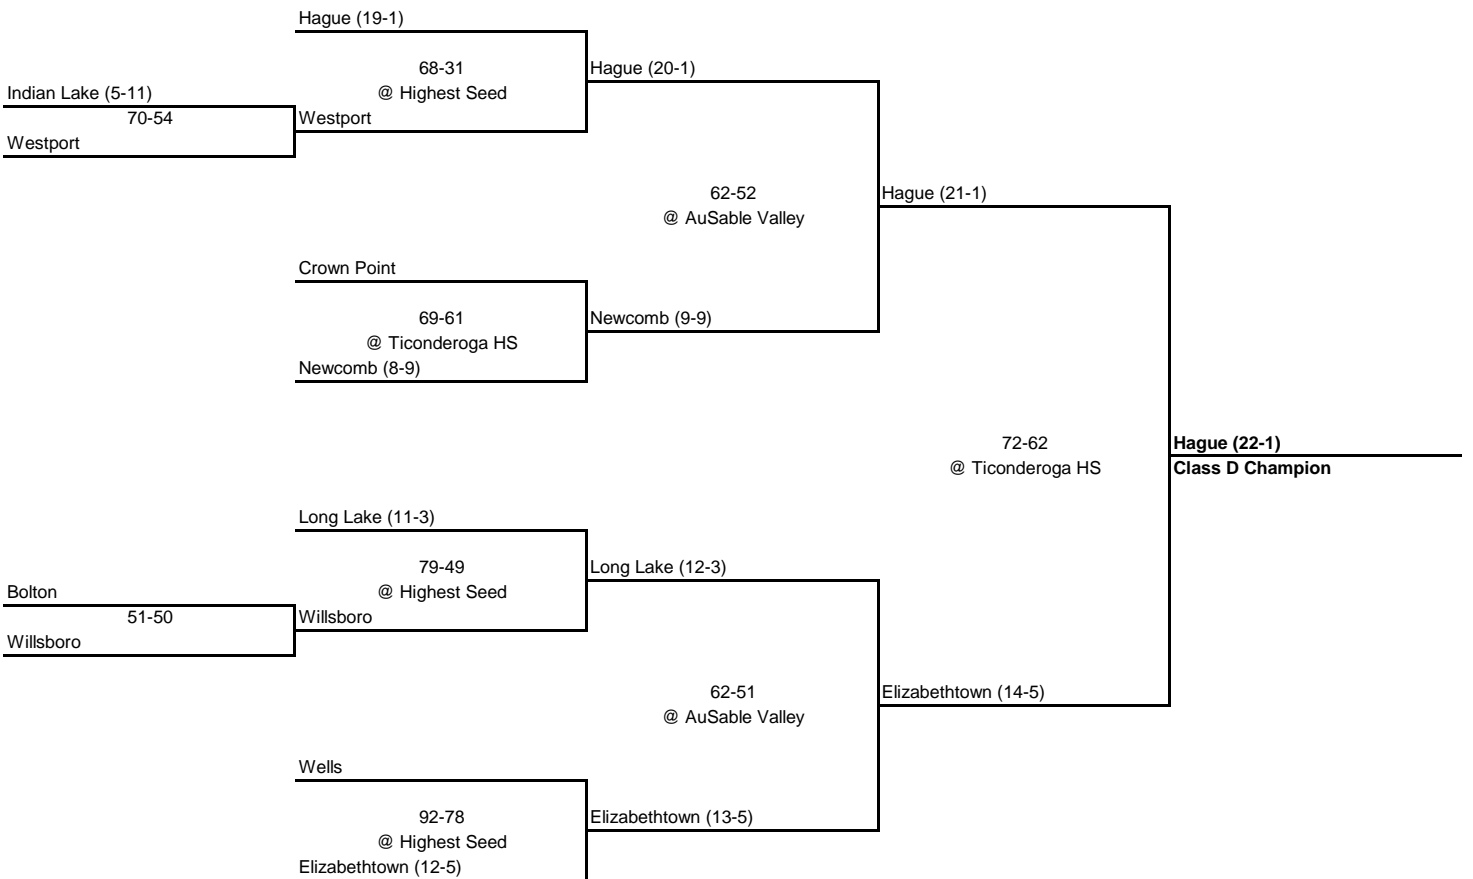 Hague (19-1)
68-31
@ Highest Seed
Hague (20-1)
Indian Lake (5-11)
70-54
Westport
Westport
62-52
@ AuSable Valley
Hague (21-1)
Crown Point
69-61
@ Ticonderoga HS
Newcomb (9-9)
Newcomb (8-9)
72-62
@ Ticonderoga HS
Hague (22-1)
Class D Champion
Long Lake (11-3)
79-49
@ Highest Seed
Long Lake (12-3)
Bolton
51-50
Willsboro
Willsboro
62-51
@ AuSable Valley
Elizabethtown (14-5)
Wells
92-78
@ Highest Seed
Elizabethtown (13-5)
Elizabethtown (12-5)